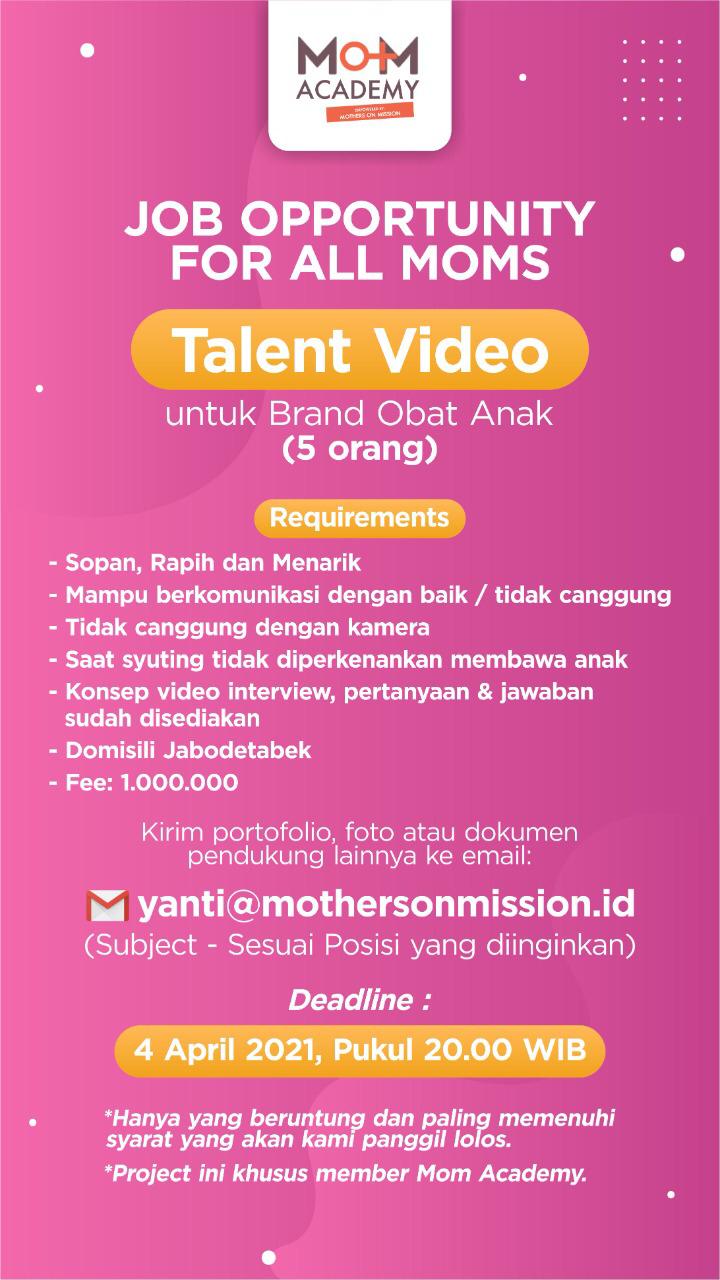 MOM
ACADEMY
EMPOWERED BY
MOTHERS ON MISSION
JOB OPPORTUNITY
FOR ALL MOMS
Talent Video
untuk Brand Obat Anak
(5 orang)
Requirements
- Sopan, Rapih dan Menarik
- Mampu berkomunikasi dengan baik / tidak canggung
- Tidak canggung dengan kamera
- Saat syuting tidak diperkenankan membawa anak
- Konsep video interview, pertanyaan & jawaban
sudah disediakan
- Domisili Jabodetabek
- Fee: 1.000.000
Kirim portofolio, foto atau dokumen
pendukung lainnya ke email:
yanti@mothersonmission.id
(Subject - Sesuai Posisi yang diinginkan)
Deadline :
4 April 2021, Pukul 20.00 WIB
*Hanya yang beruntung dan paling memenuhi
syarat yang akan kami panggil lolos.
*Project ini khusus member Mom Academy.